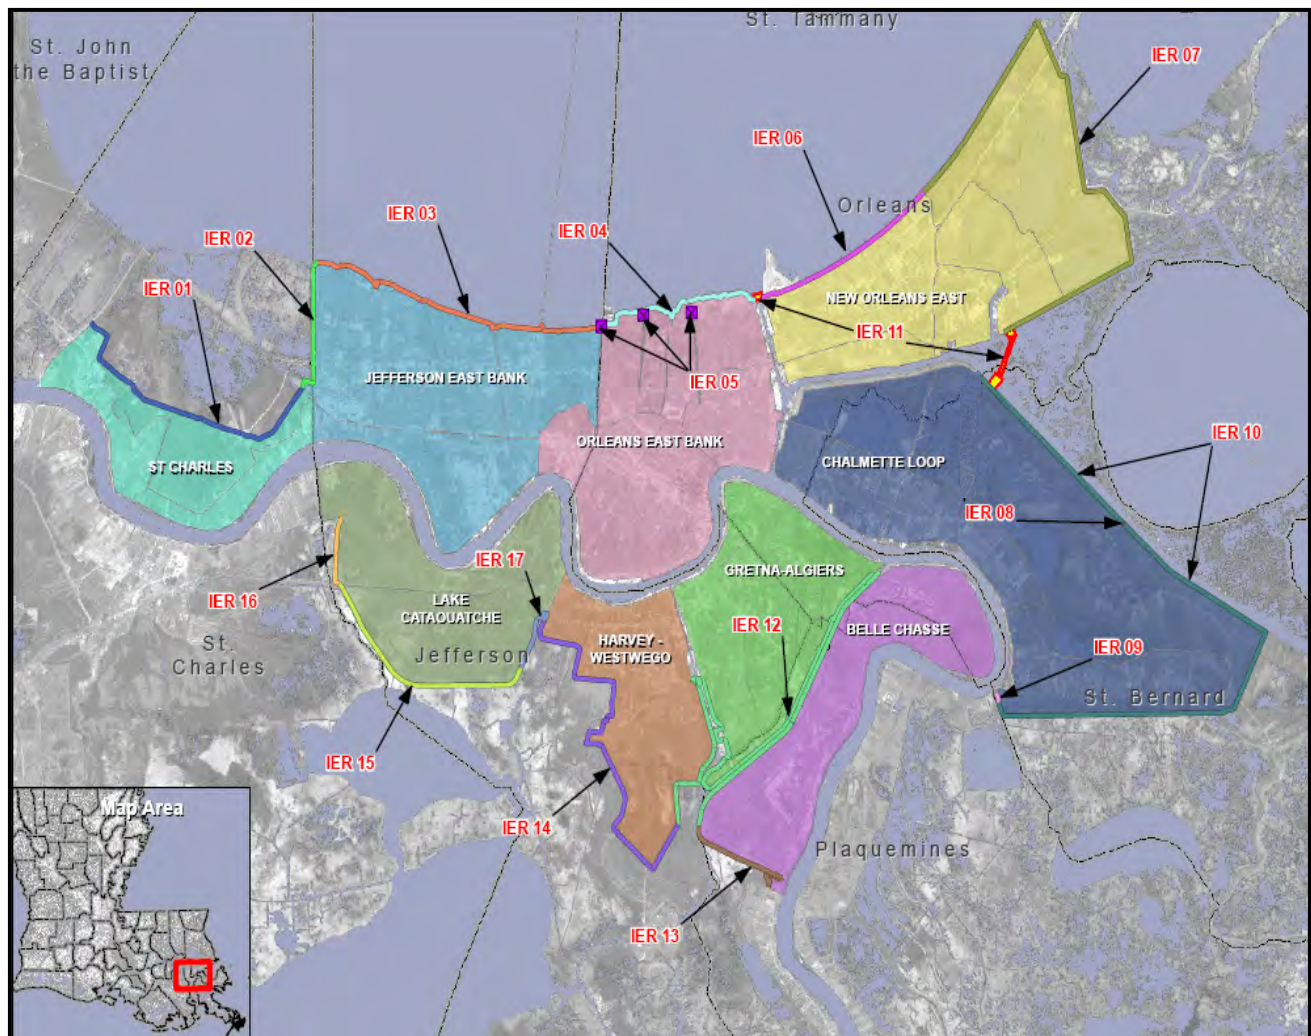 St. Tammany
St. John
the Baptist
IER 07
IER 06
Orleans
IER 03
IER 04
IER 02
IER 01
NEW ORLEANS EAST
IER 11
JEFFERSON EAST BANK
IER 05
IER 10
ORLEANS EAST BANK
ST CHARLES
CHALMETTE LOOP
IER 08
IER 17
GRETNA-ALGIERS
IER 16
LAKE
CATAOUATCHE
IER 12
BELLE CHASSE
St.
Charles
Jefferson
HARVEY -
WESTWEGO
IER 09
St. Bernard
IER 15
Map Area
IER 14
Plaquemines
IER 13